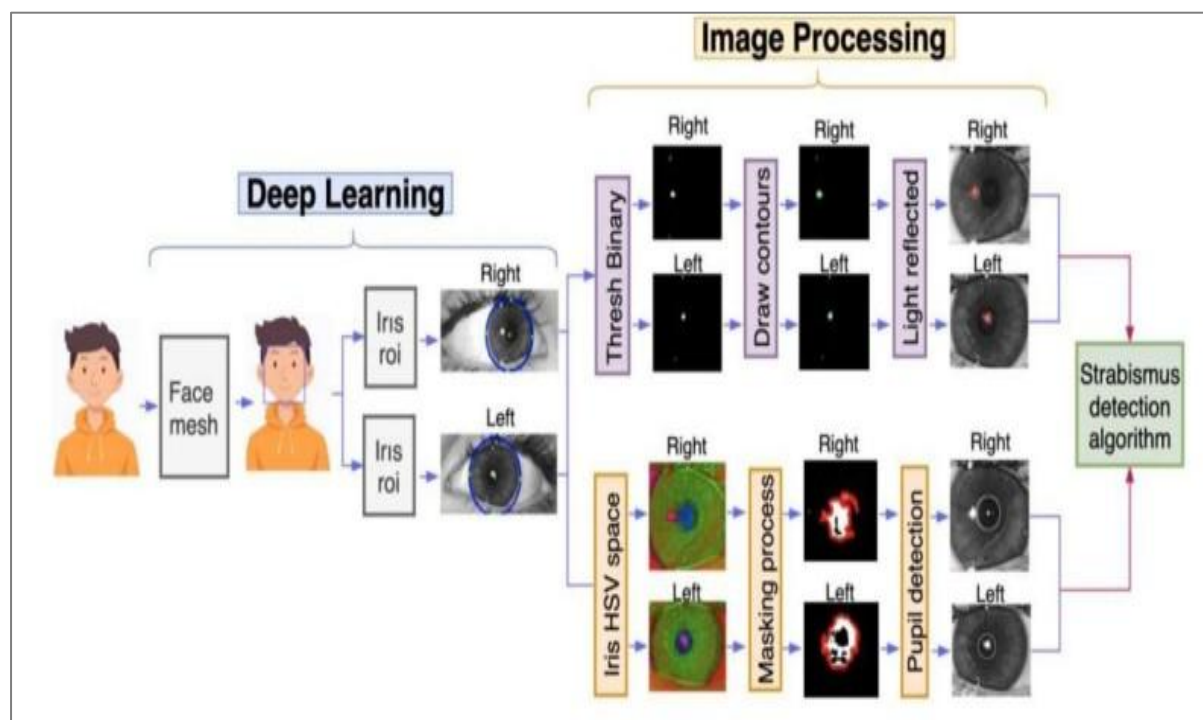 Image Processing
Deep Learning
Face
mesh
Iris
roi
Right
Iris
roi
Left
Thresh Binary
Right
Left
Draw contours
Right
Left
Light reflected
Right
Left
Iris HSV space
Right
Left
Masking process
Right
Left
Pupil detection
Right
Left
Strabismus
detection
algorithm